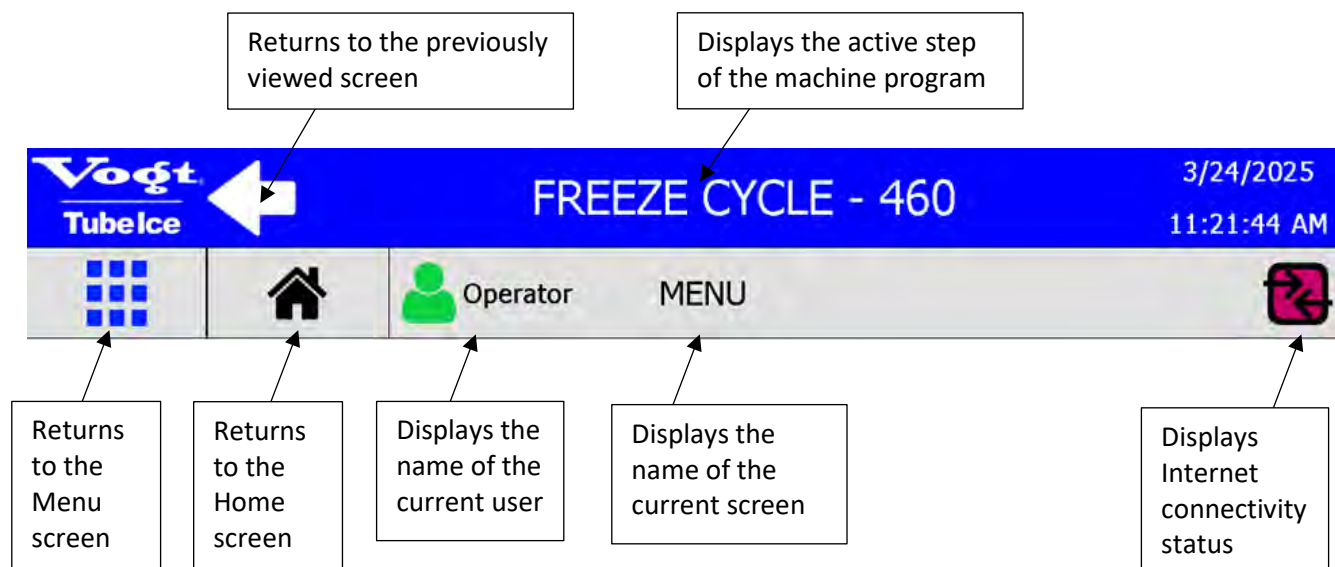 Returns to the previously
viewed screen
Displays the active step
of the machine program
Vogt
TubeIce
FREEZE CYCLE - 460
3/24/2025
11:21:44 AM
Operator
MENU
Returns
to the
Menu
screen
Returns
to the
Home
screen
Displays the
name of the
current user
Displays the
name of the
current screen
Displays
Internet
connectivity
status